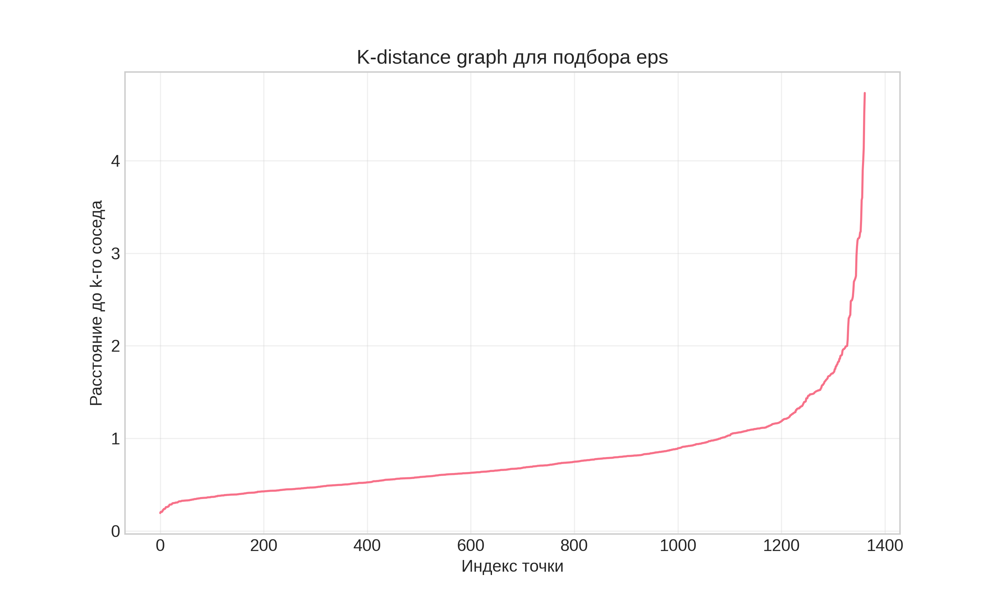 K-distance graph для подбора eps
Расстояние до k-го соседа
4
3
2
1
0
0 200 400 600 800 1000 1200 1400
Индекс точки